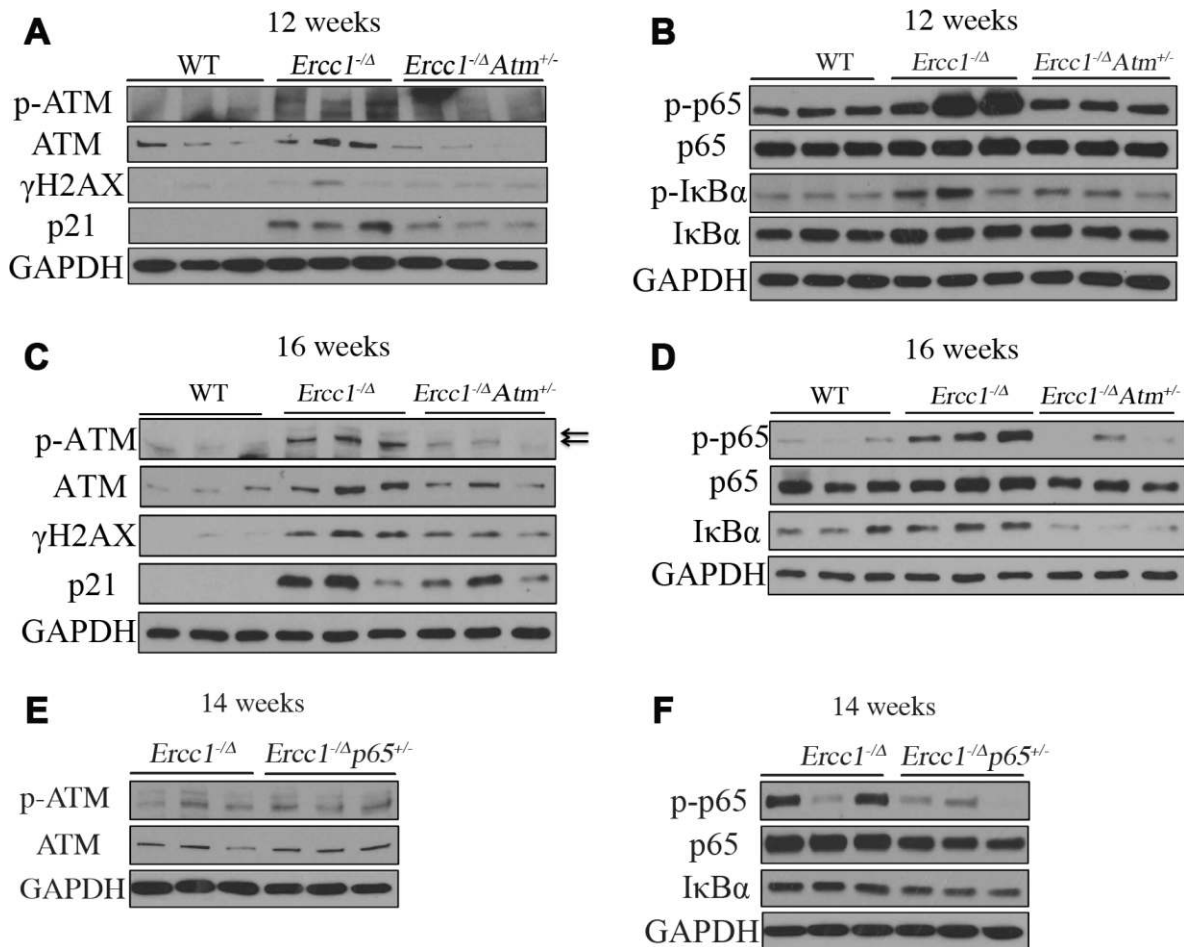 A
12 weeks
WT Ercc1-/Δ Ercc1-/ΔAtm+/-
p-ATM
ATM
γH2AX
p21
GAPDH
B
12 weeks
WT Ercc1-/Δ Ercc1-/ΔAtm+/-
p-p65
p65
p-IκBα
IκBα
GAPDH
C
16 weeks
WT Ercc1-/Δ Ercc1-/ΔAtm+/-
p-ATM
ATM
γH2AX
p21
GAPDH
D
16 weeks
WT Ercc1-/Δ Ercc1-/ΔAtm+/-
p-p65
p65
IκBα
GAPDH
E
14 weeks
Ercc1-/Δ Ercc1-/Δp65+/-
p-ATM
ATM
GAPDH
F
14 weeks
Ercc1-/Δ Ercc1-/Δp65+/-
p-p65
p65
IκBα
GAPDH